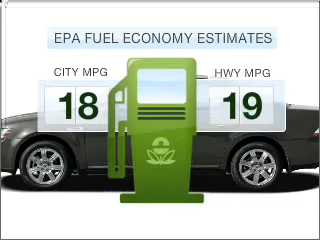 EPA FUEL ECONOMY ESTIMATES
CITY MPG
HWY MPG
18
19